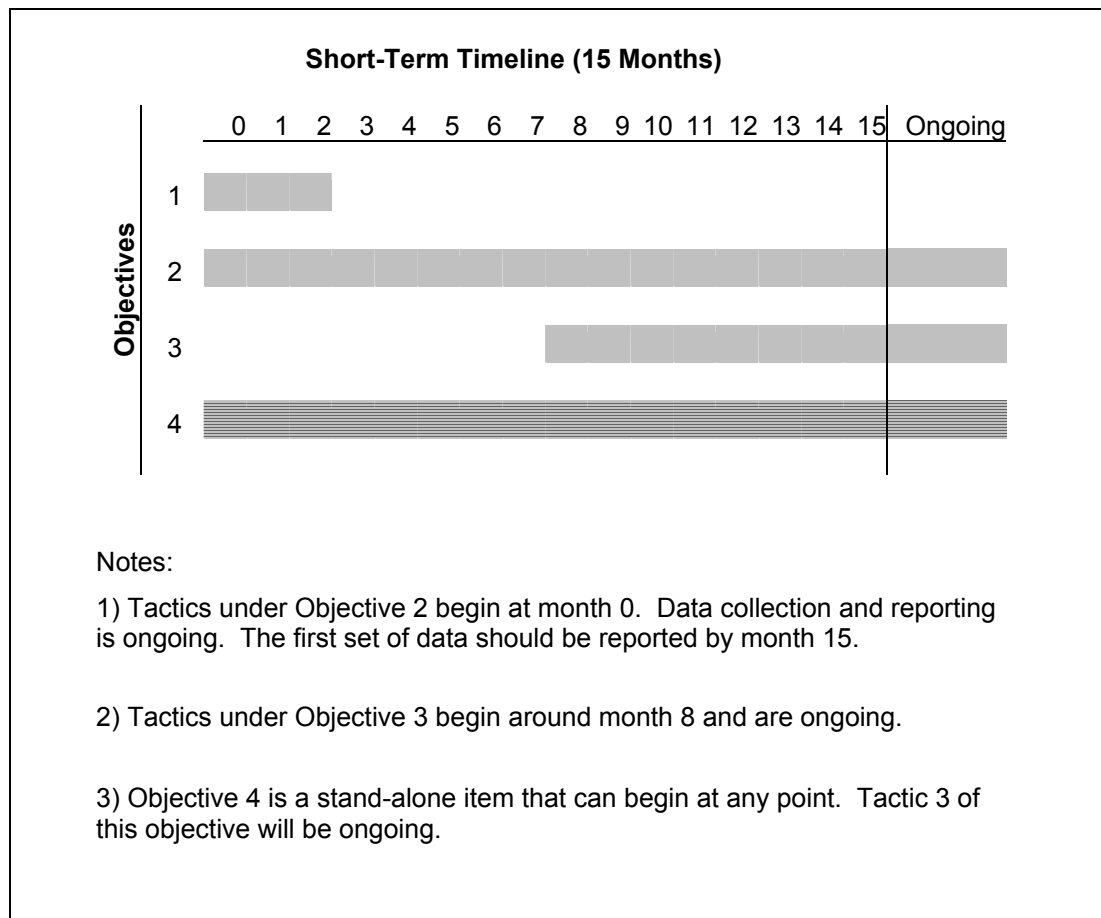 Short-Term Timeline (15 Months)
0 1 2 3 4 5 6 7 8 9 10 11 12 13 14 15 Ongoing
Objectives
1
2
3
4
Notes:
1) Tactics under Objective 2 begin at month 0.  Data collection and reporting
is ongoing.  The first set of data should be reported by month 15.
2) Tactics under Objective 3 begin around month 8 and are ongoing.
3) Objective 4 is a stand-alone item that can begin at any point.  Tactic 3 of
this objective will be ongoing.